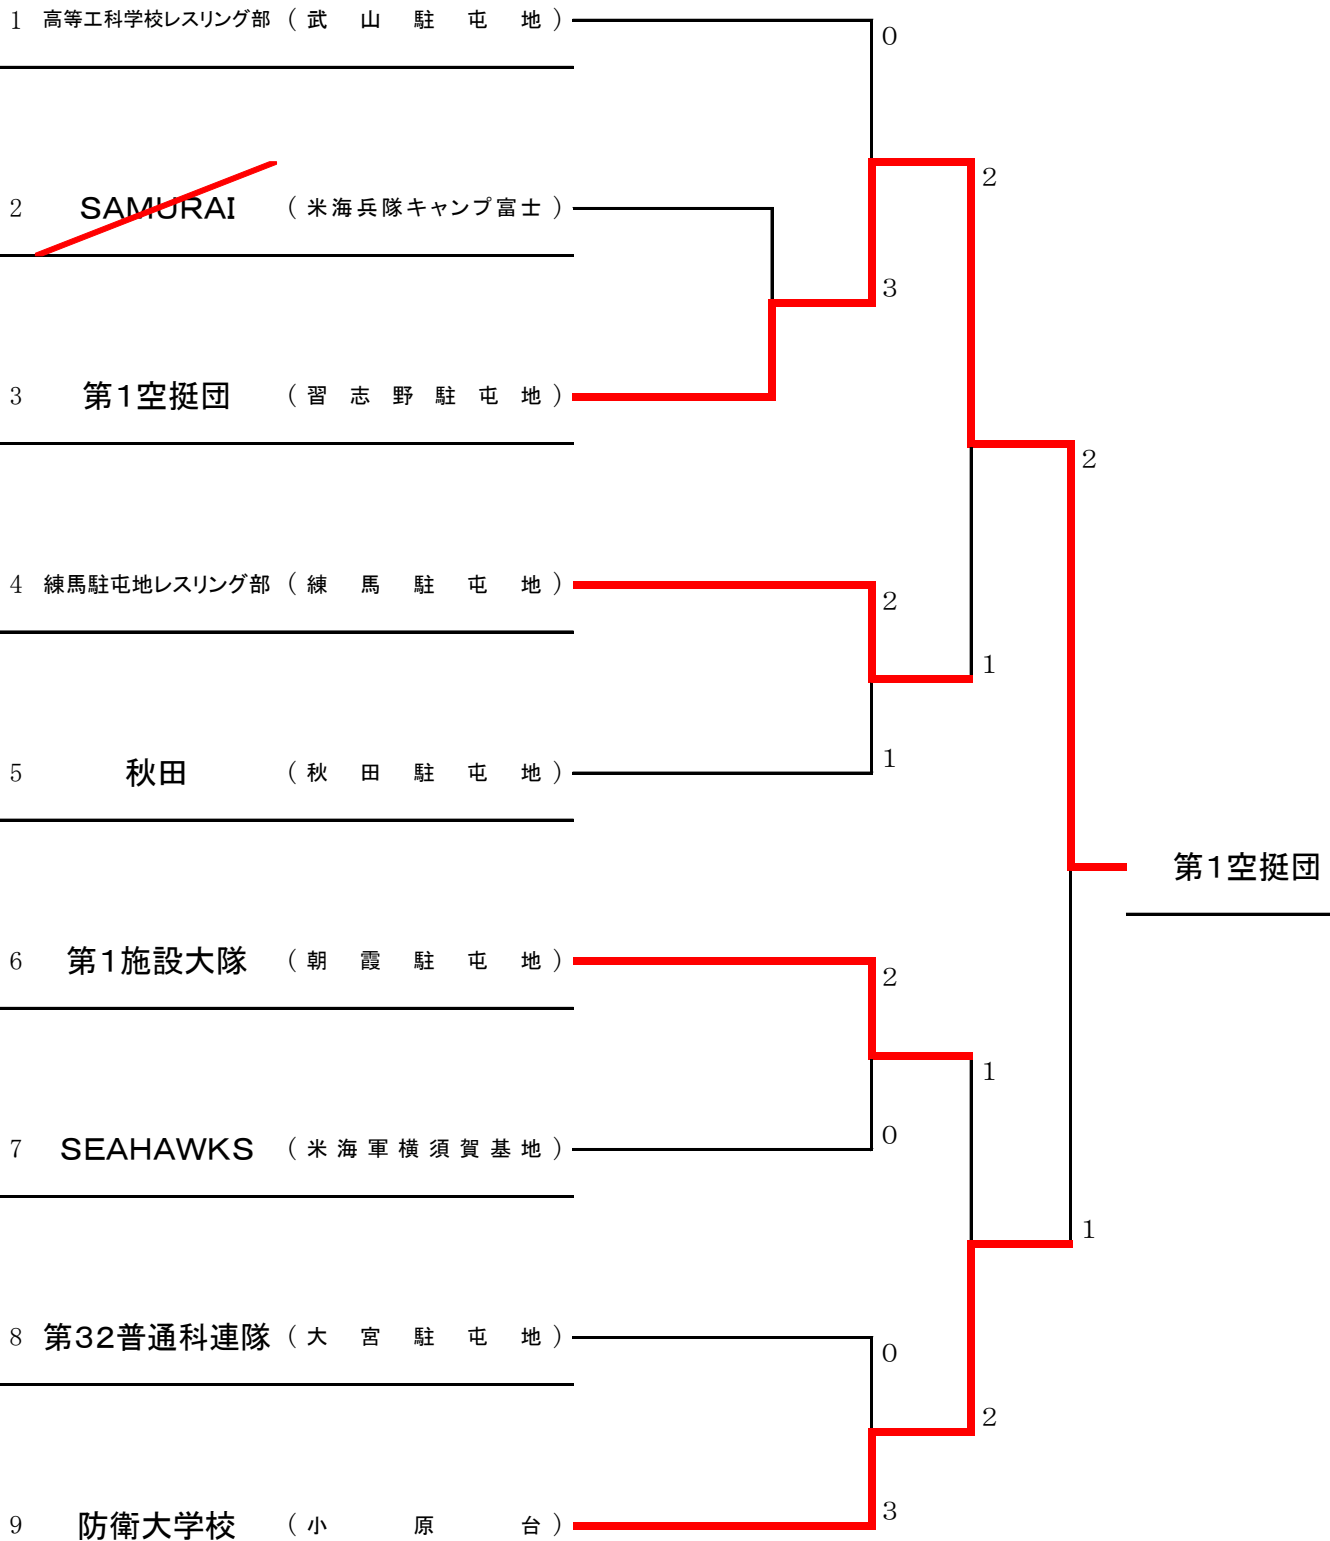 1 高等工科学校レスリング部 (武山駐屯地)
0
2 SAMURAI (米海兵隊キャンプ富士)
2
3
3 第1空挺団 (習志野駐屯地)
2
4 練馬駐屯地レスリング部 (練馬駐屯地)
2
1
5 秋田 (秋田駐屯地)
1
第1空挺団
6 第1施設大隊 (朝霞駐屯地)
2
1
7 SEAHAWKS (米海軍横須賀基地)
0
1
8 第32普通科連隊 (大宮駐屯地)
0
2
9 防衛大学校 (小原台)
3